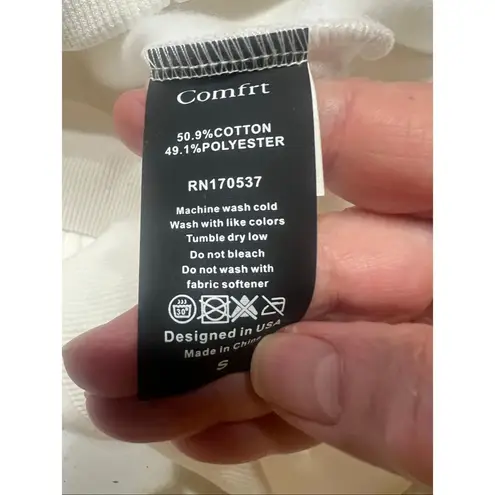 Comfrt
50.9%COTTON
49.1%POLYESTER
RN170537
Machine wash cold
Wash with like colors
Tumble dry low
Do not bleach
Do not wash with
fabric softener
30°
Designed in USA
Made in China
S